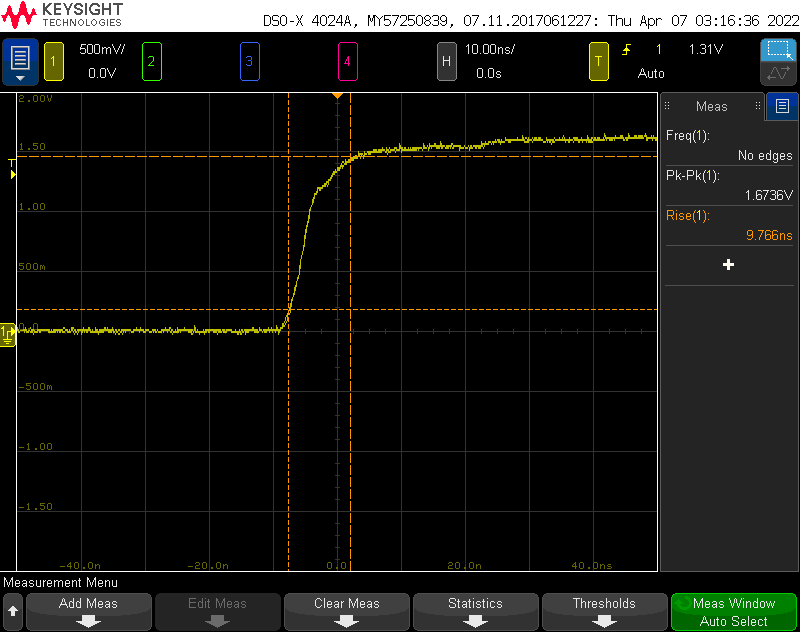 KEYSIGHT
TECHNOLOGIES
DSO-X 4024A, MY57250839, 07.11.2017061227: Thu Apr 07 03:16:36 2022
1 500mV/ 2 3 4 H 10.00ns/ T 1 1.31V
0.0V 0.0s Auto
2.00V
1.50
1.00
500m
0.0
-500m
-1.00
-1.50
-40.0n -20.0n 0.0 20.0n 40.0ns
T
1
Meas
Freq(1):
No edges
Pk-Pk(1):
1.6736V
Rise(1):
9.766ns
Measurement Menu
Add Meas Edit Meas Clear Meas Statistics Thresholds Meas Window
Auto Select